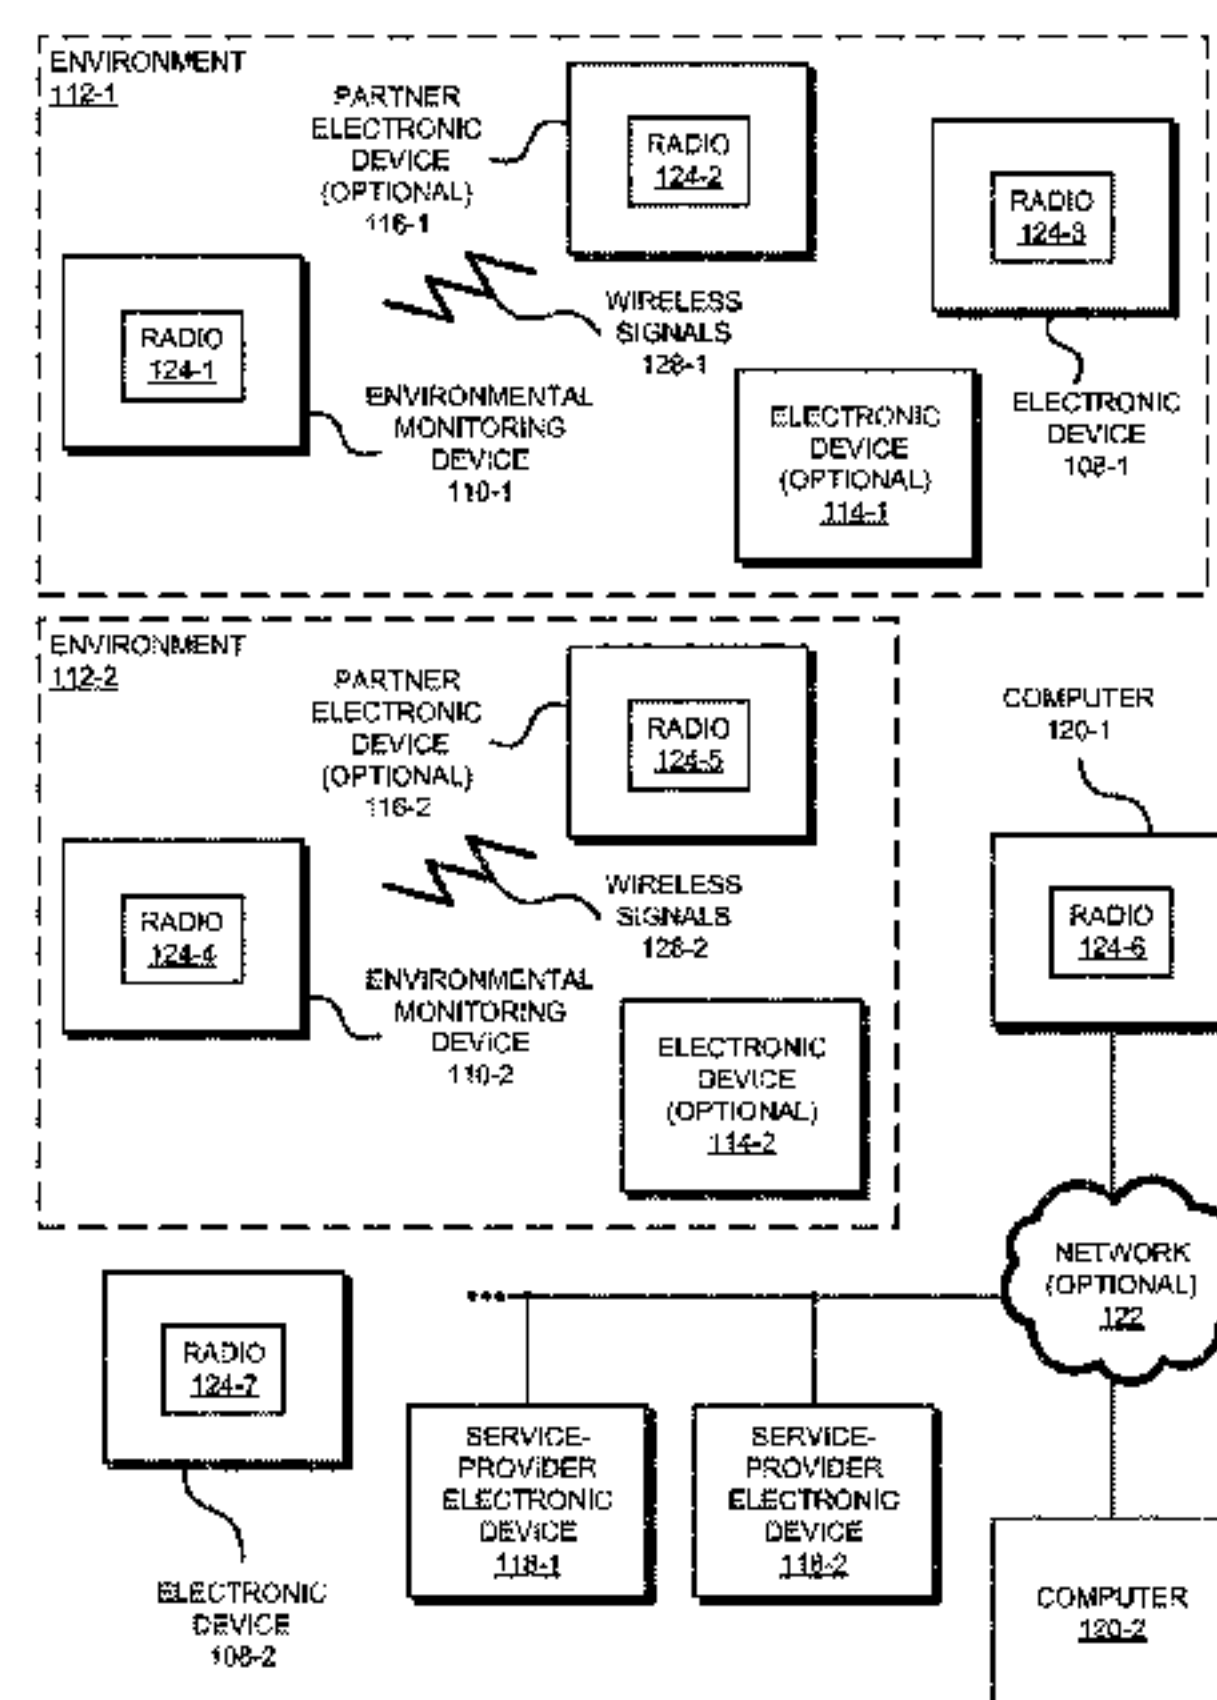 ENVIRONMENT
112-1
PARTNER
ELECTRONIC
DEVICE
(OPTIONAL)
116-1
RADIO
124-2
RADIO
124-3
WIRELESS
SIGNALS
128-1
RADIO
124-1
ENVIRONMENTAL
MONITORING
DEVICE
110-1
ELECTRONIC
DEVICE
(OPTIONAL)
114-1
ELECTRONIC
DEVICE
108-1
ENVIRONMENT
112-2
PARTNER
ELECTRONIC
DEVICE
(OPTIONAL)
116-2
RADIO
124-5
COMPUTER
120-1
WIRELESS
SIGNALS
128-2
RADIO
124-4
RADIO
124-6
ENVIRONMENTAL
MONITORING
DEVICE
110-2
ELECTRONIC
DEVICE
(OPTIONAL)
114-2
NETWORK
(OPTIONAL)
122
RADIO
124-7
SERVICE-
PROVIDER
ELECTRONIC
DEVICE
118-1
SERVICE-
PROVIDER
ELECTRONIC
DEVICE
118-2
ELECTRONIC
DEVICE
108-2
COMPUTER
120-2